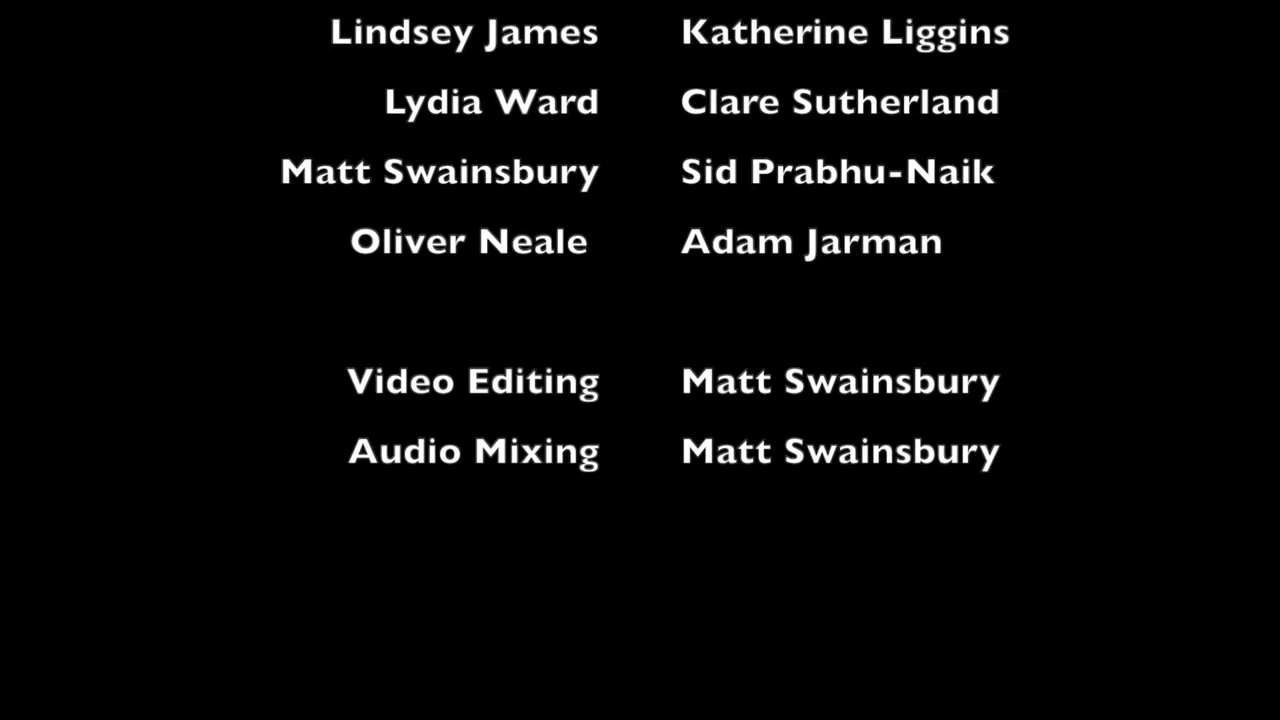 Lindsey James Katherine Liggins
Lydia Ward Clare Sutherland
Matt Swainsbury Sid Prabhu-Naik
Oliver Neale Adam Jarman
Video Editing Matt Swainsbury
Audio Mixing Matt Swainsbury